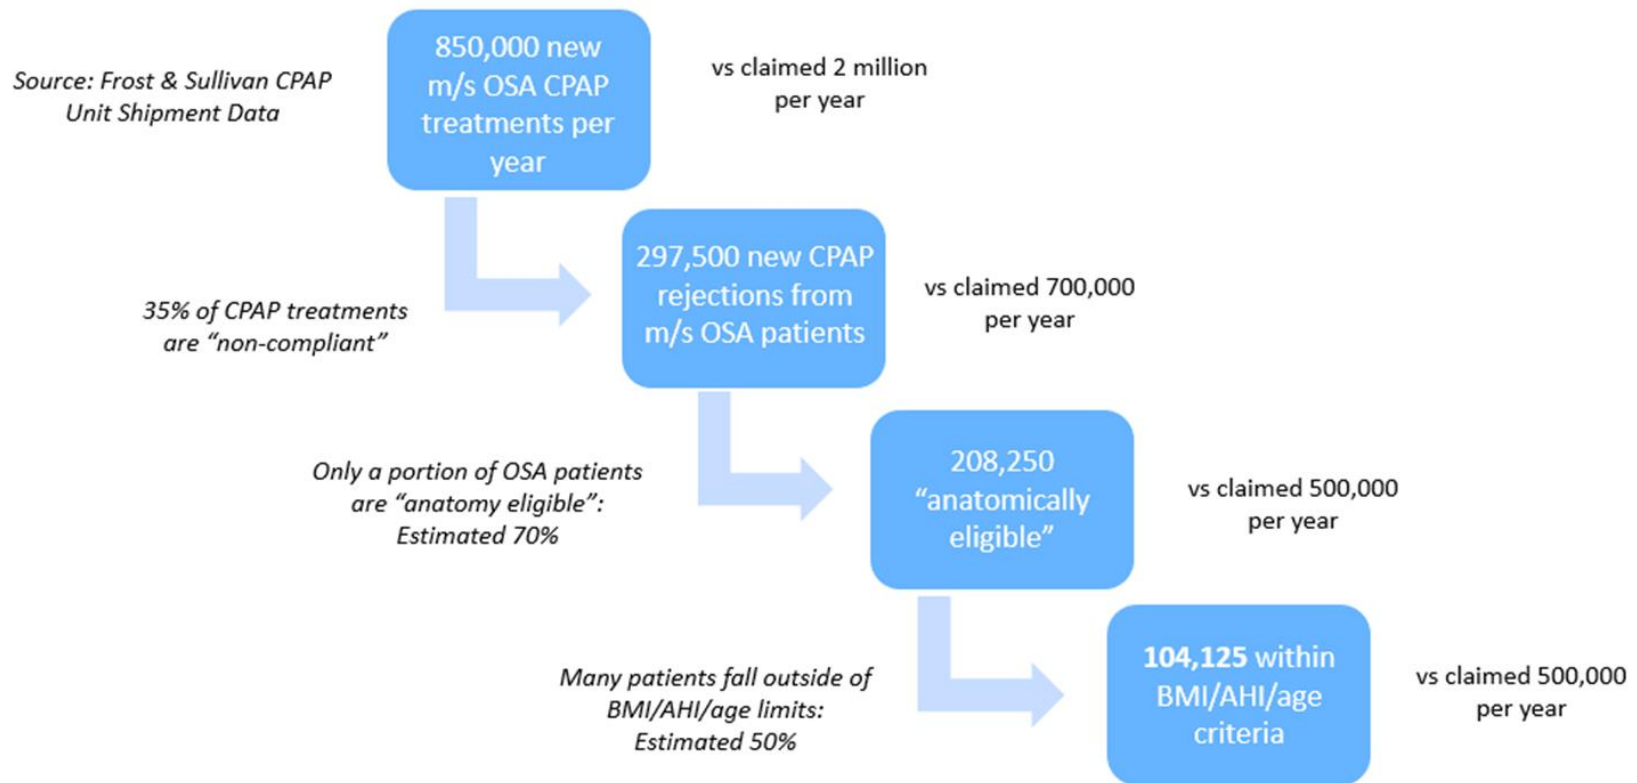 Source: Frost & Sullivan CPAP
Unit Shipment Data
850,000 new
m/s OSA CPAP
treatments per
year
vs claimed 2 million
per year
35% of CPAP treatments
are “non-compliant”
297,500 new CPAP
rejections from
m/s OSA patients
vs claimed 700,000
per year
Only a portion of OSA patients
are “anatomy eligible”:
Estimated 70%
208,250
“anatomically
eligible”
vs claimed 500,000
per year
Many patients fall outside of
BMI/AHI/age limits:
Estimated 50%
104,125 within
BMI/AHI/age
criteria
vs claimed 500,000
per year